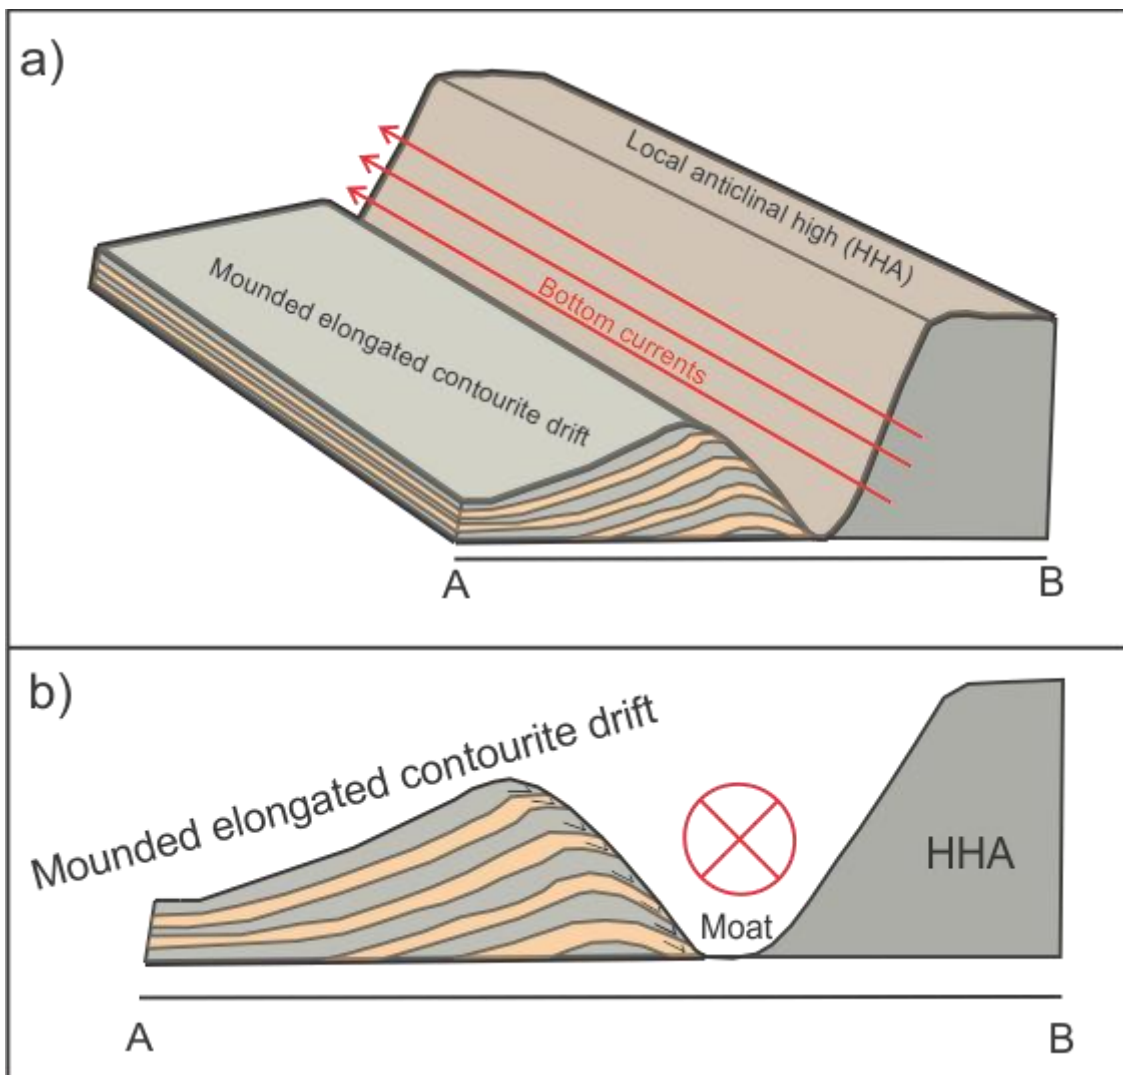 a)
Local anticlinal high (HHA)
Bottom currents
Mounded elongated contourite drift
A
B
b)
Mounded elongated contourite drift
HHA
Moat
A
B